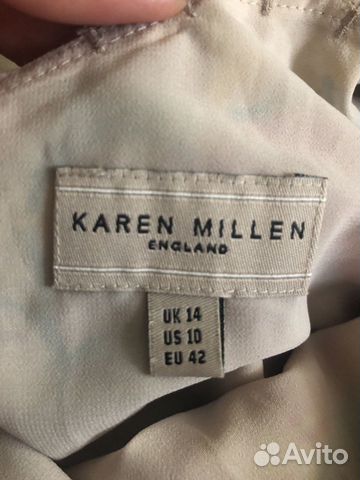 KAREN MILLEN
ENGLAND
UK 14
US 10
EU 42
Avito